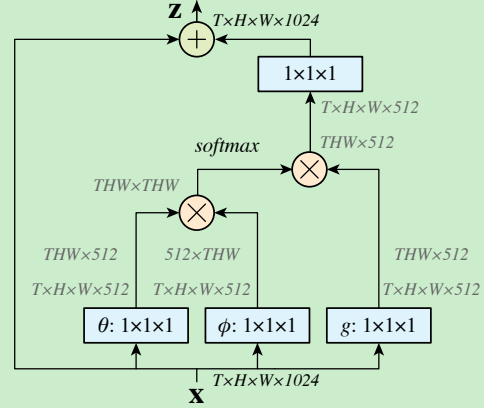 z T×H×W×1024
+
1×1×1
T×H×W×512
softmax THW×512
×
THW×THW
×
THW×512 512×THW THW×512
T×H×W×512 T×H×W×512 T×H×W×512
θ: 1×1×1 ϕ: 1×1×1 g: 1×1×1
x T×H×W×1024